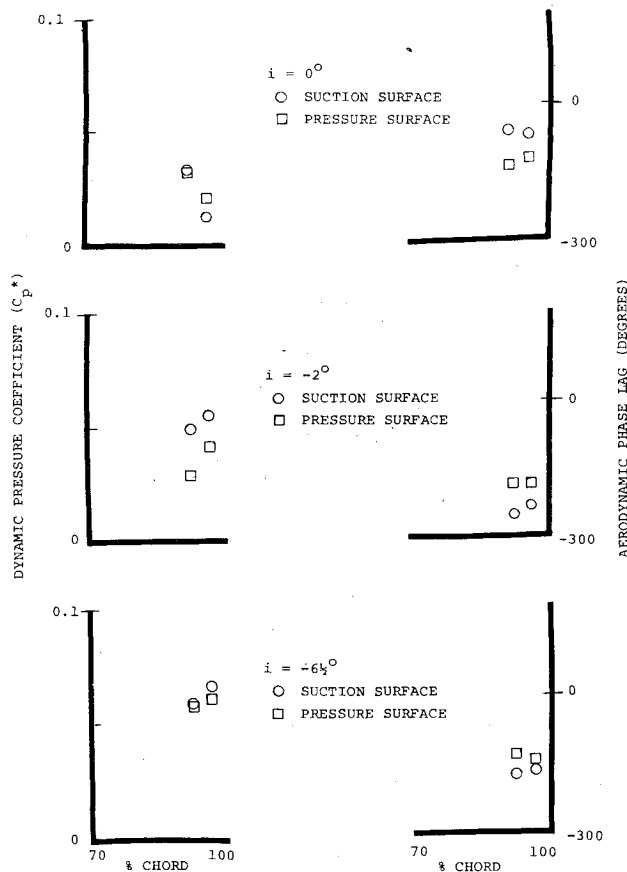 0.1
i = 0°
SUCTION SURFACE
PRESSURE SURFACE
0
0
-300
DYNAMIC PRESSURE COEFFICIENT (Cp*)
AERODYNAMIC PHASE LAG (DEGREES)
0.1
i = -2°
SUCTION SURFACE
PRESSURE SURFACE
0
0
-300
0.1
i = -6½°
SUCTION SURFACE
PRESSURE SURFACE
0
0
-300
70
100
70
100
% CHORD
% CHORD